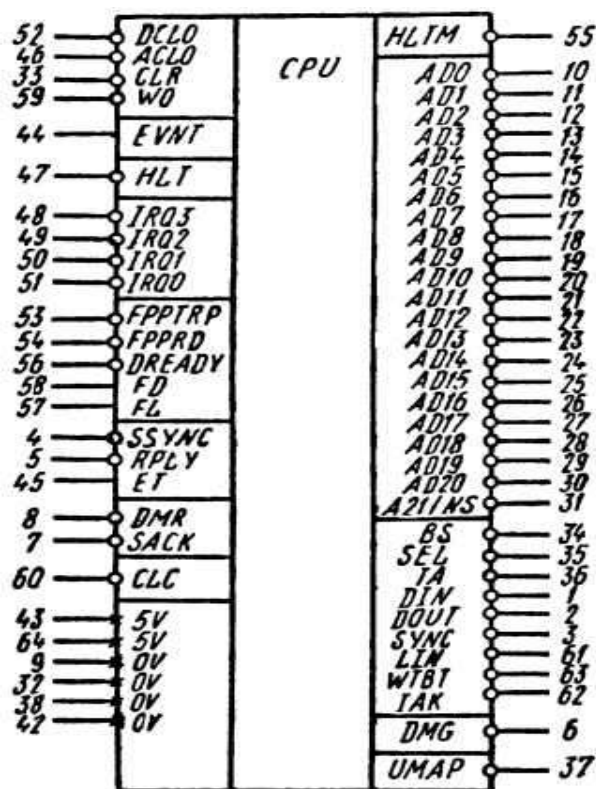 52 DCLO
46 ACLO
33 CLR
59 WO
44 EVNT
47 HLT
48 IRQ3
49 IRQ2
50 IRQ1
51 IRQ0
53 FPPTRP
54 FPPRD
56 DREADY
58 FD
57 FL
4 SSYNC
5 RPLY
45 ET
8 DMR
7 SACK
60 CLC
43 5V
64 5V
9 0V
32 0V
38 0V
42 0V
CPU
HLTM 55
AD0 10
AD1 11
AD2 12
AD3 13
AD4 14
AD5 15
AD6 16
AD7 17
AD8 18
AD9 19
AD10 20
AD11 21
AD12 22
AD13 23
AD14 24
AD15 25
AD16 26
AD17 27
AD18 28
AD19 29
AD20 30
A21/INS 31
BS 34
SEL 35
TA 36
DIN 1
DOUT 2
SYNC 3
LIN 61
WTBT 63
IAK 62
DMG 6
UMAP 37